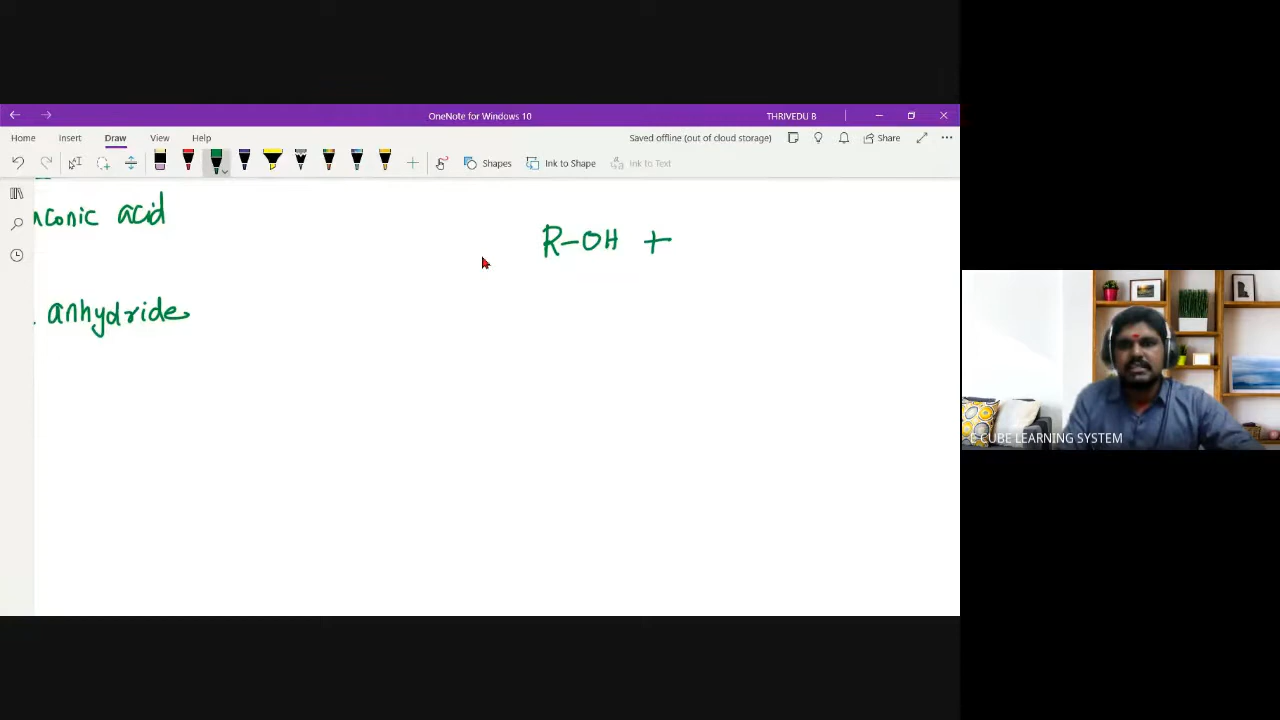 OneNote for Windows 10
THRIVEDU B
Home Insert Draw View Help
Saved offline (out of cloud storage)
Share
Shapes
Ink to Shape
Ink to Text
aconic acid
R-OH +
anhydride
E CUBE LEARNING SYSTEM